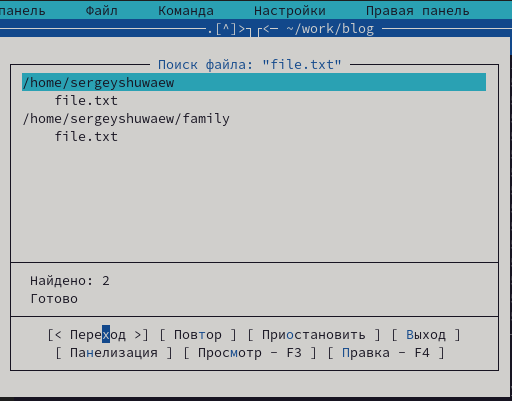 панель Файл Команда Настройки Правая панель
.[^]> <─ ~/work/blog
Поиск файла: "file.txt"
/home/sergeyshuwaew
file.txt
/home/sergeyshuwaew/family
file.txt
Найдено: 2
Готово
[< Переход >] [ Повтор ] [ Приостановить ] [ Выход ]
[ Панелизация ] [ Просмотр - F3 ] [ Правка - F4 ]